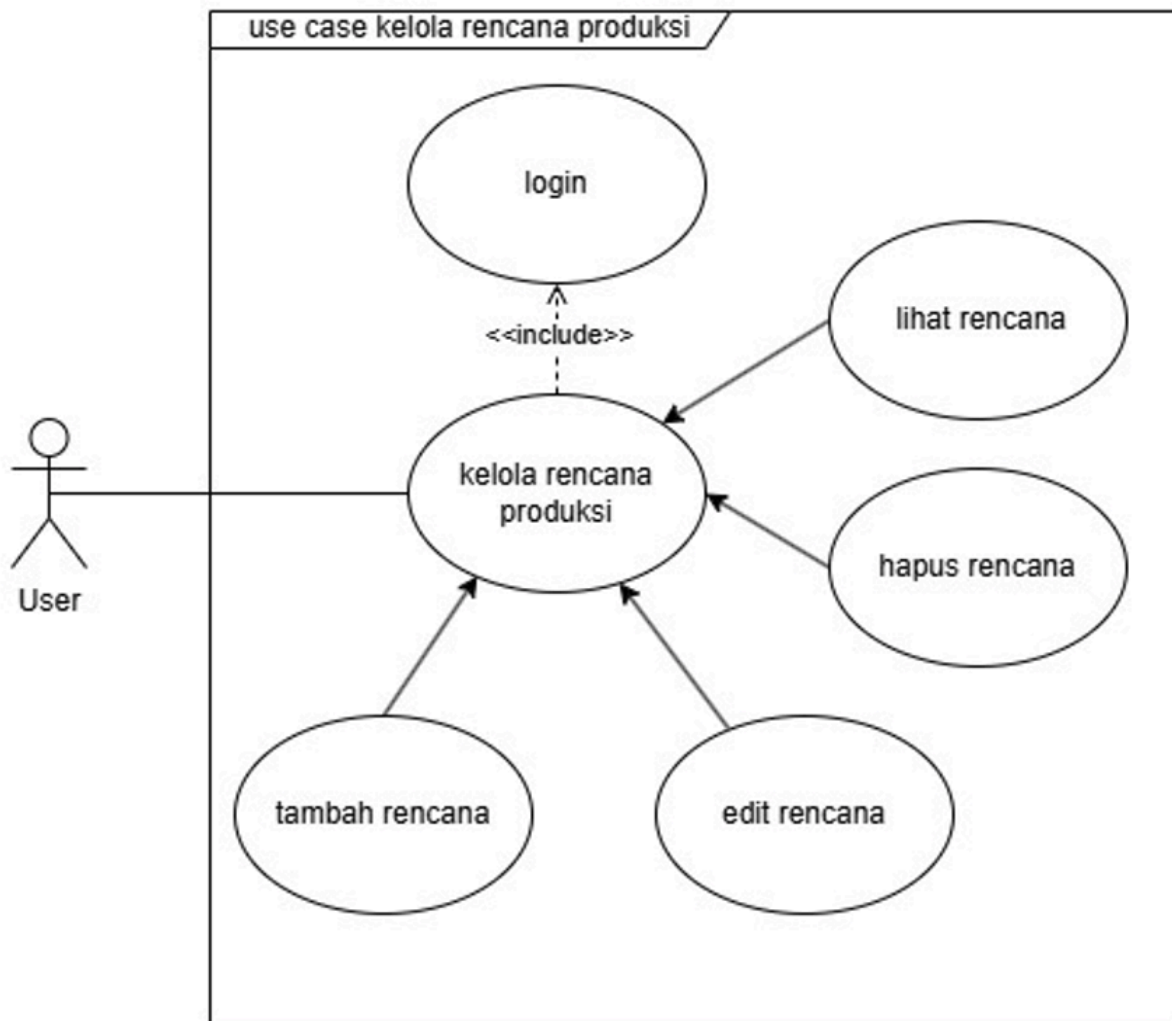 use case kelola rencana produksi
login
<<include>>
lihat rencana
kelola rencana
produksi
hapus rencana
User
tambah rencana
edit rencana